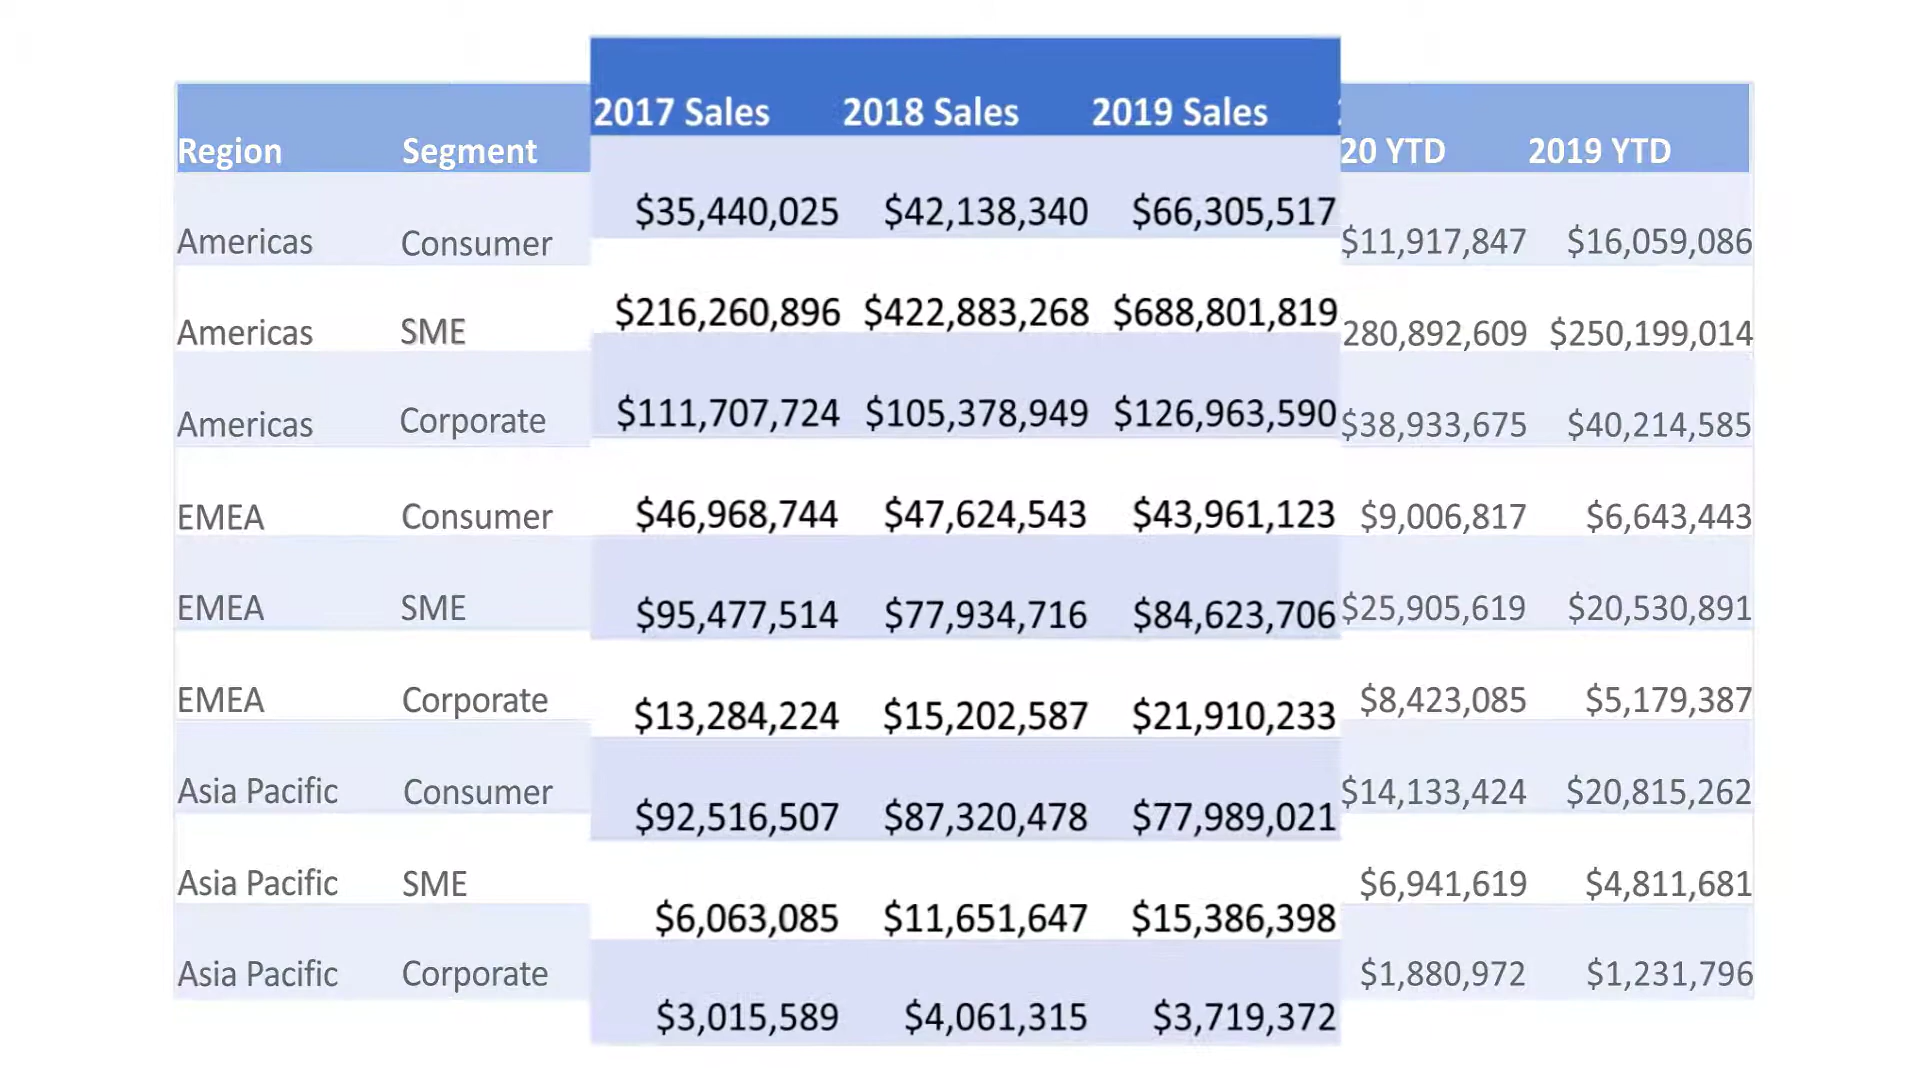 Region Segment 2017 Sales 2018 Sales 2019 Sales 20 YTD 2019 YTD
Americas Consumer $35,440,025 $42,138,340 $66,305,517 $11,917,847 $16,059,086
Americas SME $216,260,896 $422,883,268 $688,801,819 280,892,609 $250,199,014
Americas Corporate $111,707,724 $105,378,949 $126,963,590 $38,933,675 $40,214,585
EMEA Consumer $46,968,744 $47,624,543 $43,961,123 $9,006,817 $6,643,443
EMEA SME $95,477,514 $77,934,716 $84,623,706 $25,905,619 $20,530,891
EMEA Corporate $13,284,224 $15,202,587 $21,910,233 $8,423,085 $5,179,387
Asia Pacific Consumer $92,516,507 $87,320,478 $77,989,021 $14,133,424 $20,815,262
Asia Pacific SME $6,063,085 $11,651,647 $15,386,398 $6,941,619 $4,811,681
Asia Pacific Corporate $3,015,589 $4,061,315 $3,719,372 $1,880,972 $1,231,796